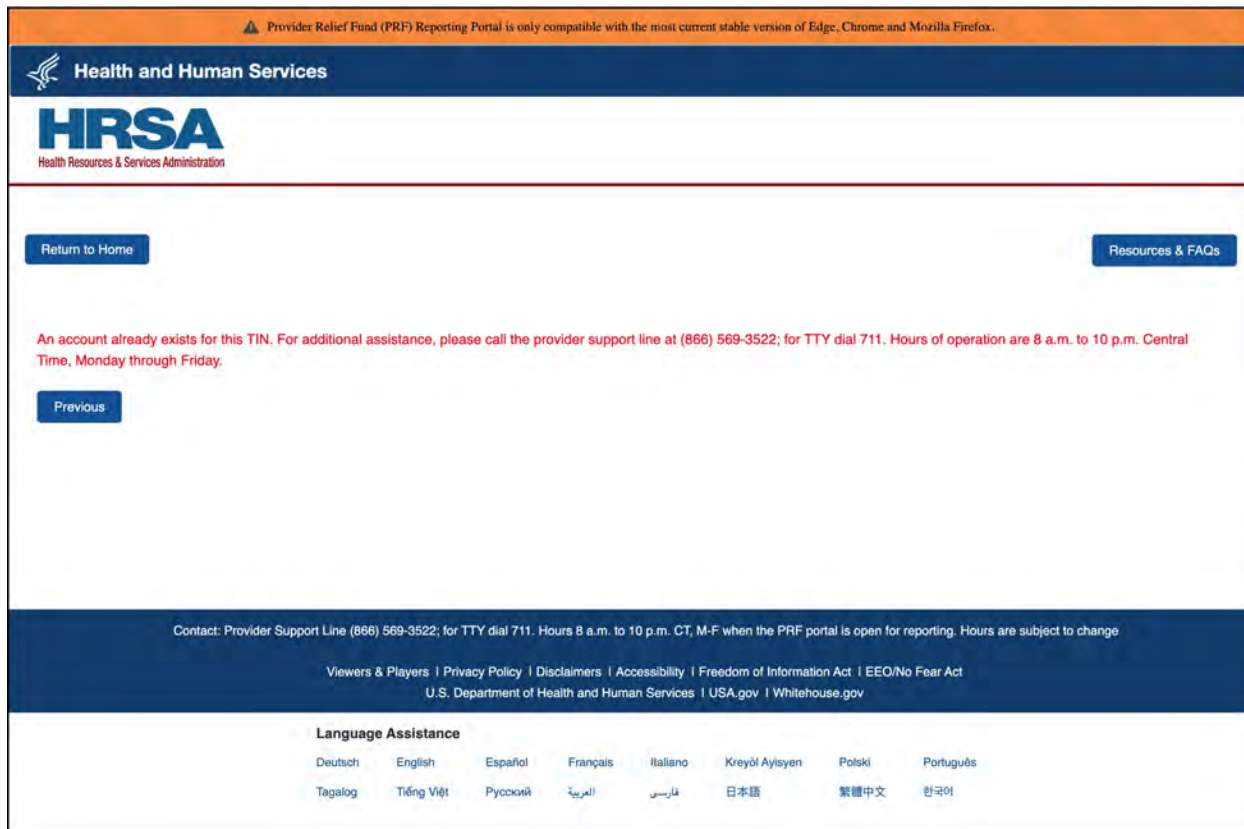 Provider Relief Fund (PRF) Reporting Portal is only compatible with the most current stable version of Edge, Chrome and Mozilla Firefox.
Health and Human Services
HRSA
Health Resources & Services Administration
Return to Home
Resources & FAQs
An account already exists for this TIN. For additional assistance, please call the provider support line at (866) 569-3522; for TTY dial 711. Hours of operation are 8 a.m. to 10 p.m. Central
Time, Monday through Friday.
Previous
Contact: Provider Support Line (866) 569-3522; for TTY dial 711. Hours 8 a.m. to 10 p.m. CT, M-F when the PRF portal is open for reporting. Hours are subject to change
Viewers & Players | Privacy Policy | Disclaimers | Accessibility | Freedom of Information Act | EEO/No Fear Act
U.S. Department of Health and Human Services | USA.gov | Whitehouse.gov
Language Assistance
Deutsch English Español Français Italiano Kreyòl Ayisyen Polski Português
Tagalog Tiếng Việt Русский العربية فارسی 日本語 繁體中文 한국어